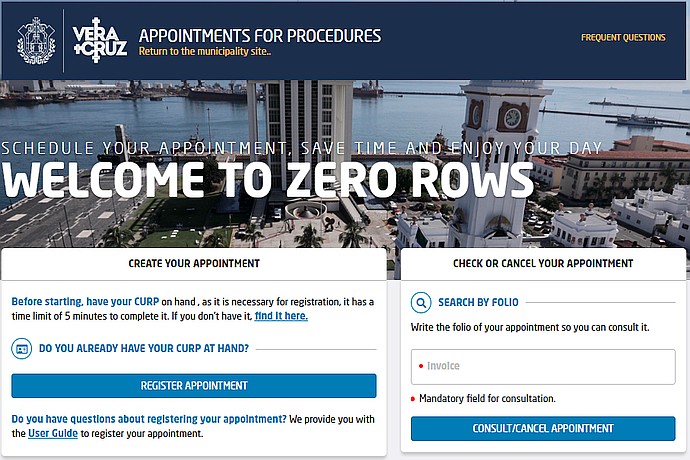 VERA
+CRUZ
APPOINTMENTS FOR PROCEDURES
Return to the municipality site..
FREQUENT QUESTIONS
SCHEDULE YOUR APPOINTMENT, SAVE TIME AND ENJOY YOUR DAY
WELCOME TO ZERO ROWS
CREATE YOUR APPOINTMENT
Before starting, have your CURP on hand , as it is necessary for registration, it has a
time limit of 5 minutes to complete it. If you don't have it, find it here.
DO YOU ALREADY HAVE YOUR CURP AT HAND?
REGISTER APPOINTMENT
Do you have questions about registering your appointment? We provide you with
the User Guide to register your appointment.
CHECK OR CANCEL YOUR APPOINTMENT
SEARCH BY FOLIO
Write the folio of your appointment so you can consult it.
Invoice
Mandatory field for consultation.
CONSULT/CANCEL APPOINTMENT